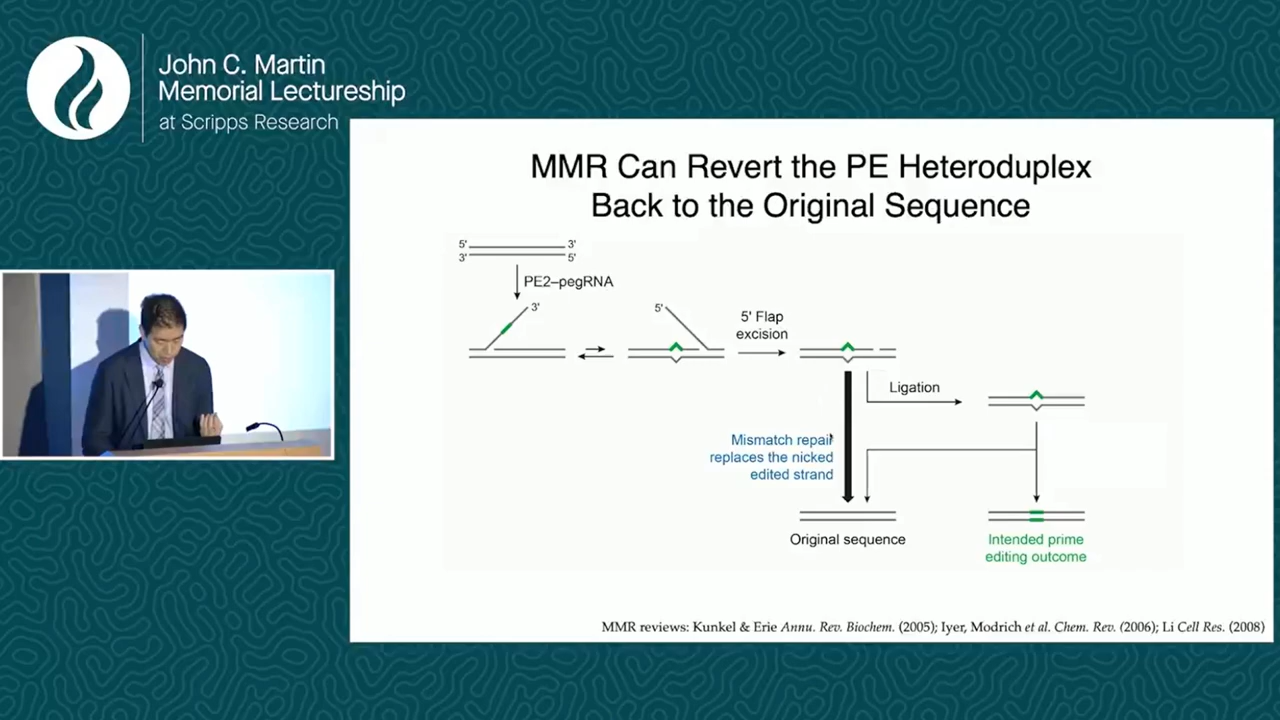 John C. Martin
Memorial Lectureship
at Scripps Research
MMR Can Revert the PE Heteroduplex
Back to the Original Sequence
5' 3'
3' 5'
PE2–pegRNA
3'
5'
5' Flap
excision
Ligation
Mismatch repair
replaces the nicked
edited strand
Original sequence
Intended prime
editing outcome
MMR reviews: Kunkel & Erie Annu. Rev. Biochem. (2005); Iyer, Modrich et al. Chem. Rev. (2006); Li Cell Res. (2008)